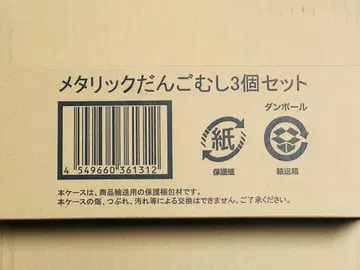 メタリックだんごむし3個セット
ダンボール
紙
4 549660 361312
保護紙
輸送箱
本ケースは、商品輸送用の保護梱包材です。
本ケースの傷、つぶれ、汚れ等による交換はできません。ご了承ください。